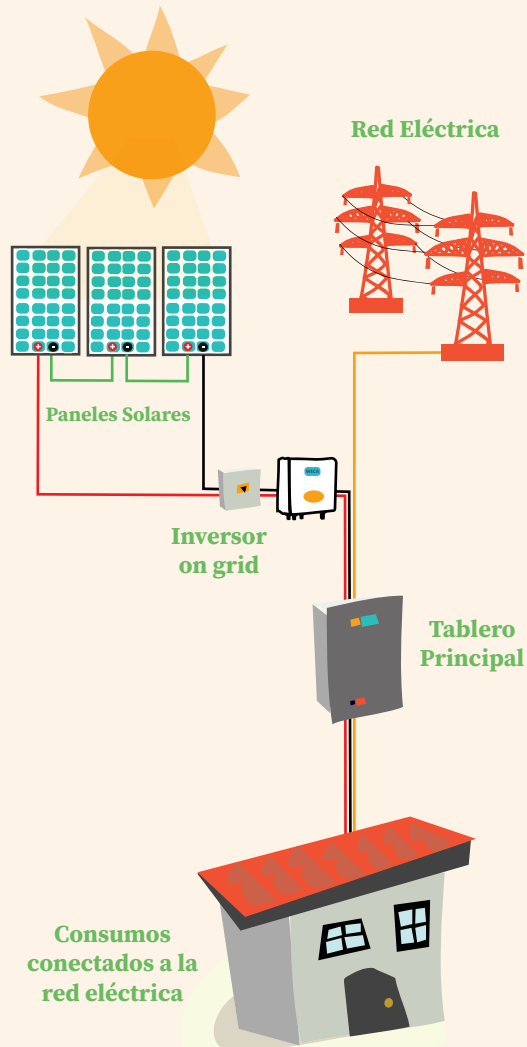 Red Eléctrica
Paneles Solares
Inversor
on grid
Tablero
Principal
Consumos
conectados a la
red eléctrica